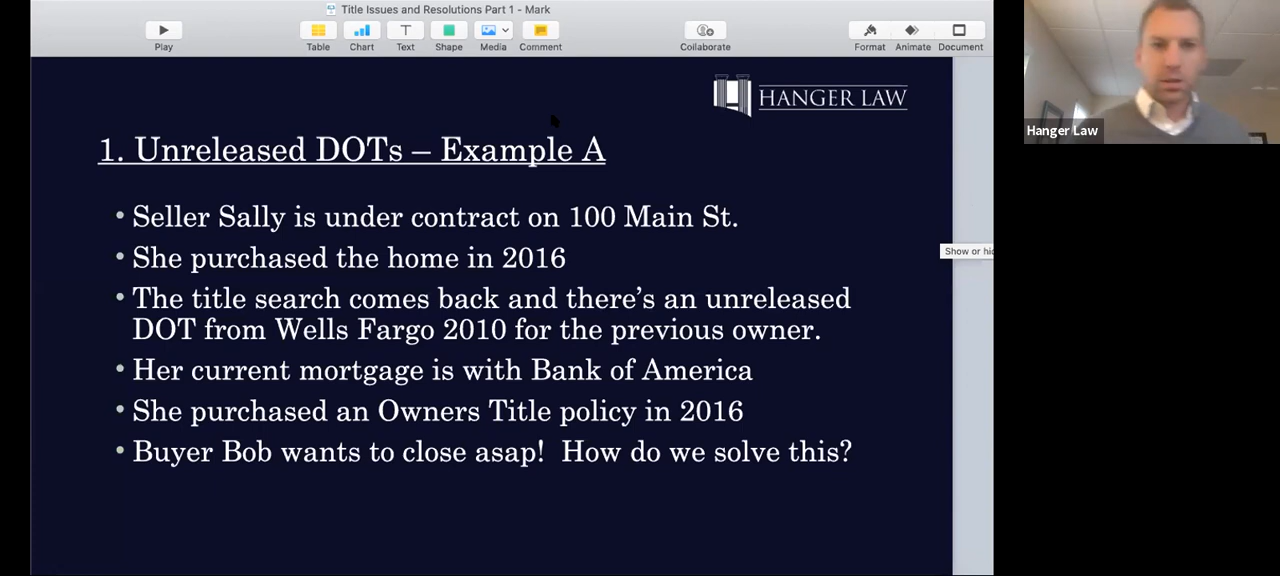 Title Issues and Resolutions Part 1 - Mark
Play
Table
Chart
Text
Shape
Media
Comment
Collaborate
Format
Animate
Document
HANGER LAW
Hanger Law
1. Unreleased DOTs – Example A
• Seller Sally is under contract on 100 Main St.
• She purchased the home in 2016
Show or hid
• The title search comes back and there’s an unreleased
DOT from Wells Fargo 2010 for the previous owner.
• Her current mortgage is with Bank of America
• She purchased an Owners Title policy in 2016
• Buyer Bob wants to close asap!  How do we solve this?